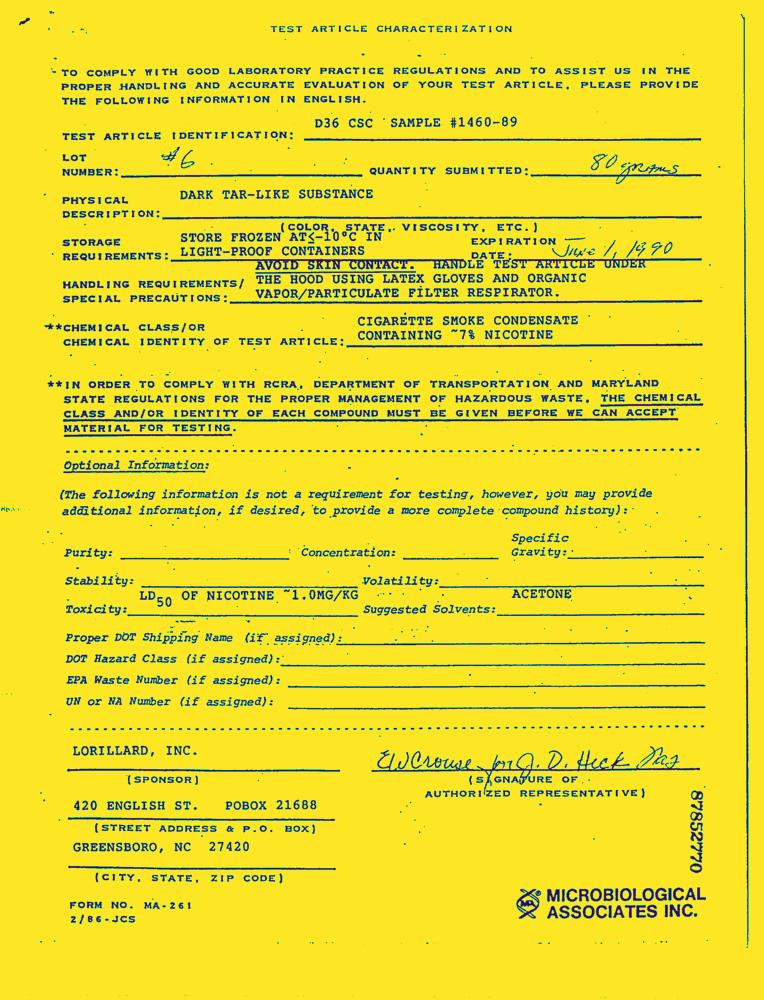 TEST ARTICLE CHARACTERIZATION
TO COMPLY WITH GOOD LABORATORY PRACTICE REGULATIONS AND TO ASSIST US IN THE
PROPER HANDLING AND ACCURATE EVALUATION OF YOUR TEST ARTICLE, PLEASE PROVIDE
THE FOLLOWING INFORMATION IN ENGLISH.
D36 CSC SAMPLE #1460-89
TEST ARTICLE IDENTIFICATION:
LOT
NUMBER: #6 QUANTITY SUBMITTED: 80 grams
PHYSICAL DARK TAR-LIKE SUBSTANCE
DESCRIPTION:
(COLOR, STATE, VISCOSITY, ETC.)
STORAGE STORE FROZEN AT≤-10°C IN EXPIRATION
REQUIREMENTS: LIGHT-PROOF CONTAINERS DATE: June 1, 1990
AVOID SKIN CONTACT. HANDLE TEST ARTICLE UNDER
HANDLING REQUIREMENTS/ THE HOOD USING LATEX GLOVES AND ORGANIC
SPECIAL PRECAUTIONS: VAPOR/PARTICULATE FILTER RESPIRATOR.
**CHEMICAL CLASS/OR CIGARETTE SMOKE CONDENSATE
CHEMICAL IDENTITY OF TEST ARTICLE: CONTAINING ~7% NICOTINE
**IN ORDER TO COMPLY WITH RCRA, DEPARTMENT OF TRANSPORTATION AND MARYLAND
STATE REGULATIONS FOR THE PROPER MANAGEMENT OF HAZARDOUS WASTE, THE CHEMICAL
CLASS AND/OR IDENTITY OF EACH COMPOUND MUST BE GIVEN BEFORE WE CAN ACCEPT
MATERIAL FOR TESTING.
Optional Information:
(The following information is not a requirement for testing, however, you may provide
additional information, if desired, to provide a more complete compound history):
Specific
Purity: Concentration: Gravity:
Stability: Volatility:
LD50 OF NICOTINE ~1.0MG/KG ACETONE
Toxicity: Suggested Solvents:
Proper DOT Shipping Name (if assigned):
DOT Hazard Class (if assigned):
EPA Waste Number (if assigned):
UN or NA Number (if assigned):
LORILLARD, INC.
(SPONSOR)
EWCrouse for J. D. Heck
(SIGNATURE OF
AUTHORIZED REPRESENTATIVE)
420 ENGLISH ST. POBOX 21688
(STREET ADDRESS & P.O. BOX)
GREENSBORO, NC 27420
(CITY, STATE, ZIP CODE)
87852770
FORM NO. MA-261
2/86-JCS
MA MICROBIOLOGICAL
ASSOCIATES INC.